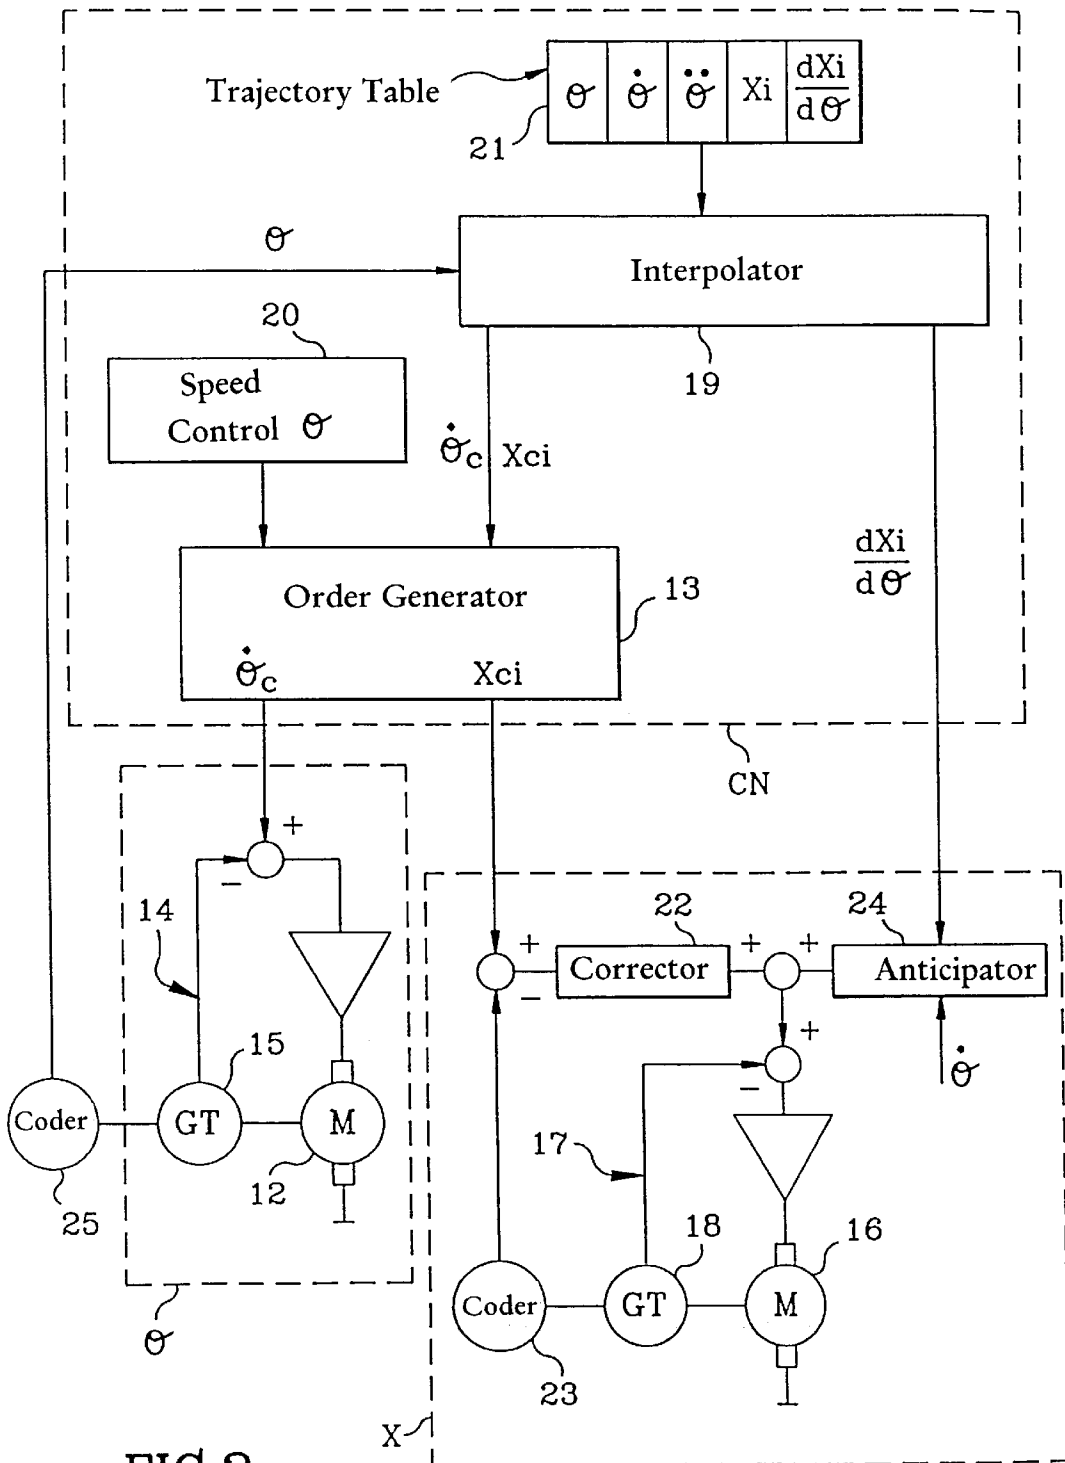 Trajectory Table
θ θ̇ θ̈ Xi dXi/dθ
21
θ
Interpolator
20
19
Speed
Control θ
θ̇c Xci
dXi/dθ
Order Generator
13
θ̇c Xci
CN
+
−
14
22
24
+
+
+
Corrector
Anticipator
−
15
+
θ̇
−
Coder
GT
M
17
12
25
18
16
Coder
GT
M
θ
23
X